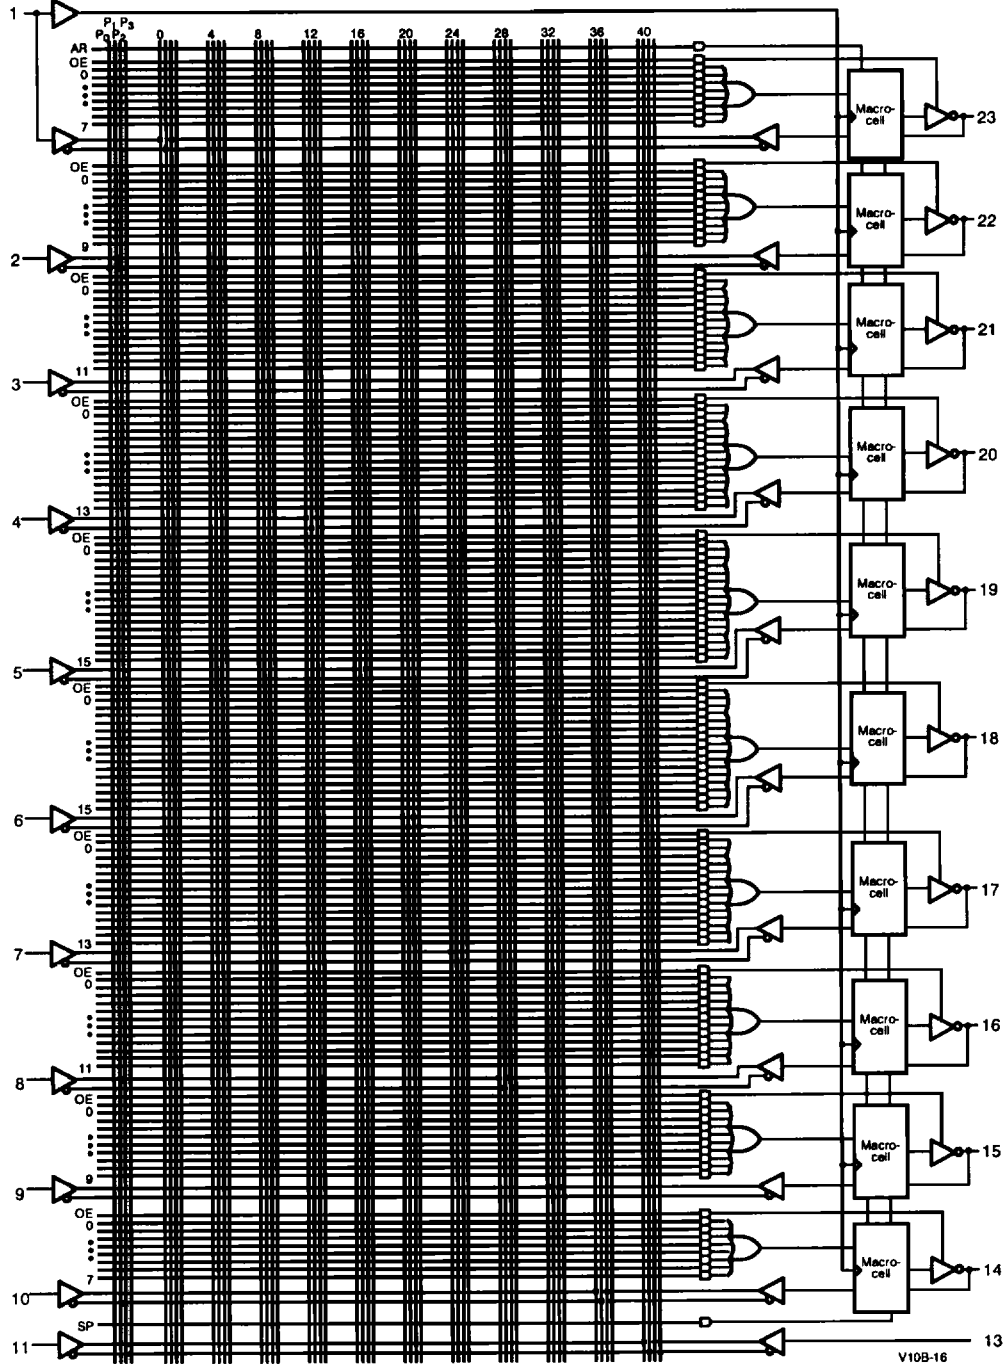 1
P1 P3
P0 P2 0 4 8 12 16 20 24 28 32 36 40
AR
OE
0
Macro-
cell
23
7
OE
0
Macro-
cell
22
9
2
OE
0
Macro-
cell
21
11
3
OE
0
Macro-
cell
20
13
4
OE
0
Macro-
cell
19
15
5
OE
0
Macro-
cell
18
15
6
OE
0
Macro-
cell
17
13
7
OE
0
Macro-
cell
16
11
8
OE
0
Macro-
cell
15
9
9
OE
0
Macro-
cell
14
7
10
SP
11
13
V10B-16